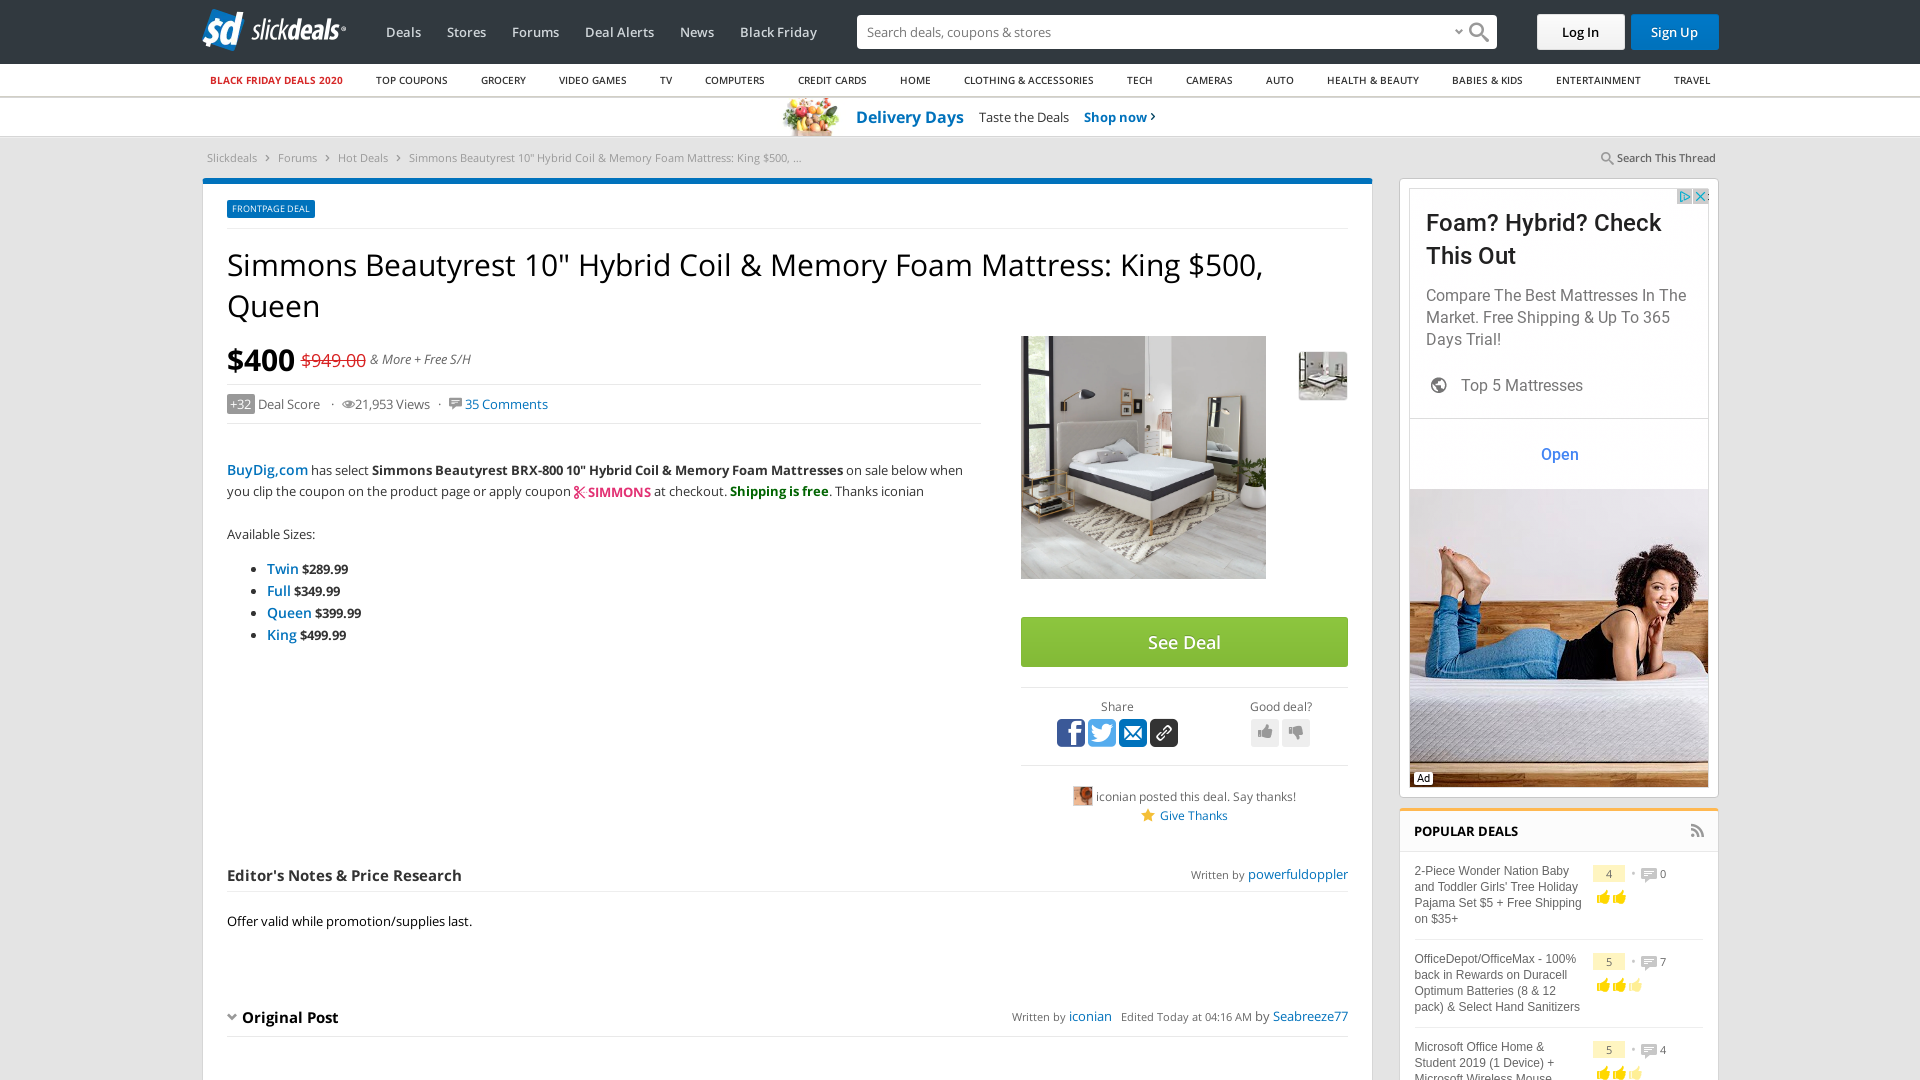 sd slickdeals®
Deals Stores Forums Deal Alerts News Black Friday
Search deals, coupons & stores
Log In Sign Up
BLACK FRIDAY DEALS 2020 TOP COUPONS GROCERY VIDEO GAMES TV COMPUTERS CREDIT CARDS HOME CLOTHING & ACCESSORIES TECH CAMERAS AUTO HEALTH & BEAUTY BABIES & KIDS ENTERTAINMENT TRAVEL
Delivery Days Taste the Deals Shop now ›
Slickdeals › Forums › Hot Deals › Simmons Beautyrest 10" Hybrid Coil & Memory Foam Mattress: King $500, ...
Search This Thread
FRONTPAGE DEAL
Simmons Beautyrest 10" Hybrid Coil & Memory Foam Mattress: King $500,
Queen
$400 $949.00 & More + Free S/H
+32 Deal Score · 21,953 Views · 35 Comments
BuyDig,com has select Simmons Beautyrest BRX-800 10" Hybrid Coil & Memory Foam Mattresses on sale below when
you clip the coupon on the product page or apply coupon SIMMONS at checkout. Shipping is free. Thanks iconian
Available Sizes:
• Twin $289.99
• Full $349.99
• Queen $399.99
• King $499.99
See Deal
Share Good deal?
iconian posted this deal. Say thanks!
Give Thanks
Editor's Notes & Price Research
Written by powerfuldoppler
Offer valid while promotion/supplies last.
Original Post
Written by iconian Edited Today at 04:16 AM by Seabreeze77
Foam? Hybrid? Check
This Out
Compare The Best Mattresses In The
Market. Free Shipping & Up To 365
Days Trial!
Top 5 Mattresses
Open
Ad
POPULAR DEALS
2-Piece Wonder Nation Baby
and Toddler Girls' Tree Holiday
Pajama Set $5 + Free Shipping
on $35+
4 • 0
OfficeDepot/OfficeMax - 100%
back in Rewards on Duracell
Optimum Batteries (8 & 12
pack) & Select Hand Sanitizers
5 • 7
Microsoft Office Home &
Student 2019 (1 Device) +
Microsoft Wireless Mouse
5 • 4